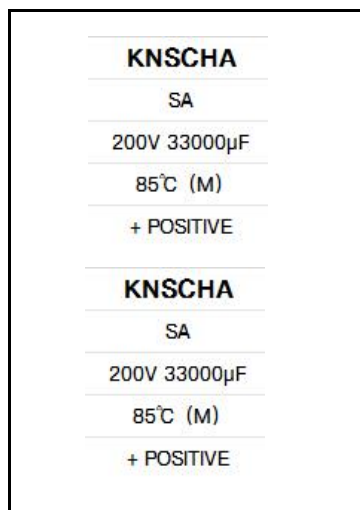 KNSCHA
SA
200V 33000µF
85℃ (M)
+ POSITIVE
KNSCHA
SA
200V 33000µF
85℃ (M)
+ POSITIVE